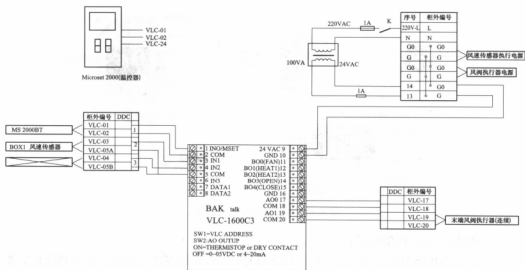 VLC-01
VLC-02
VLC-24
Microset 2000(温控器)
220VAC
1A
K
100VA
24VAC
1A
序号 柜外编号
220V-L L
N N
G0
G
G0
G
14 G0
13 G
风速传感器执行电源
风阀执行器电源
柜外编号 DDC
VLC-01
VLC-02 1
VLC-03
VLC-05A 2
VLC-04
VLC-05B 3
MS 2000BT
BOX1 风速传感器
1 IN0/MSET 24 VAC 9
2 COM GND 10
3 IN1 BO0(FAN)11
4 IN2 BO1(HEAT1)12
5 COM BO2(HEAT2)13
6 IN3 BO3(OPEN)14
7 DATA1 BO4(CLOSE)15
8 DATA2 GND 16
AO0 17
COM 18
AO1 19
COM 20
BAK talk
VLC-1600C3
SW1=VLC ADDRESS
SW2:AO OUTUP
ON=THERMISTOP or DRY CONTACT
OFF =0~05VDC or 4~20mA
DDC 柜外编号
VLC-17
VLC-18
VLC-19
VLC-20
末端风阀执行器(连续)